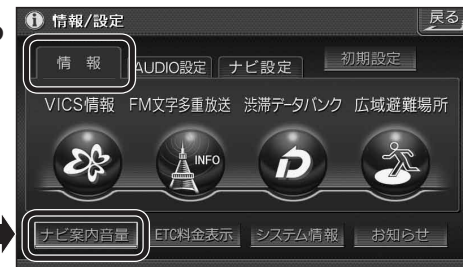 情報/設定 戻る
情 報 AUDIO設定 ナビ設定 初期設定
VICS情報 FM文字多重放送 渋滞データバンク 広域避難場所
INFO
ナビ案内音量 ETC料金表示 システム情報 お知らせ